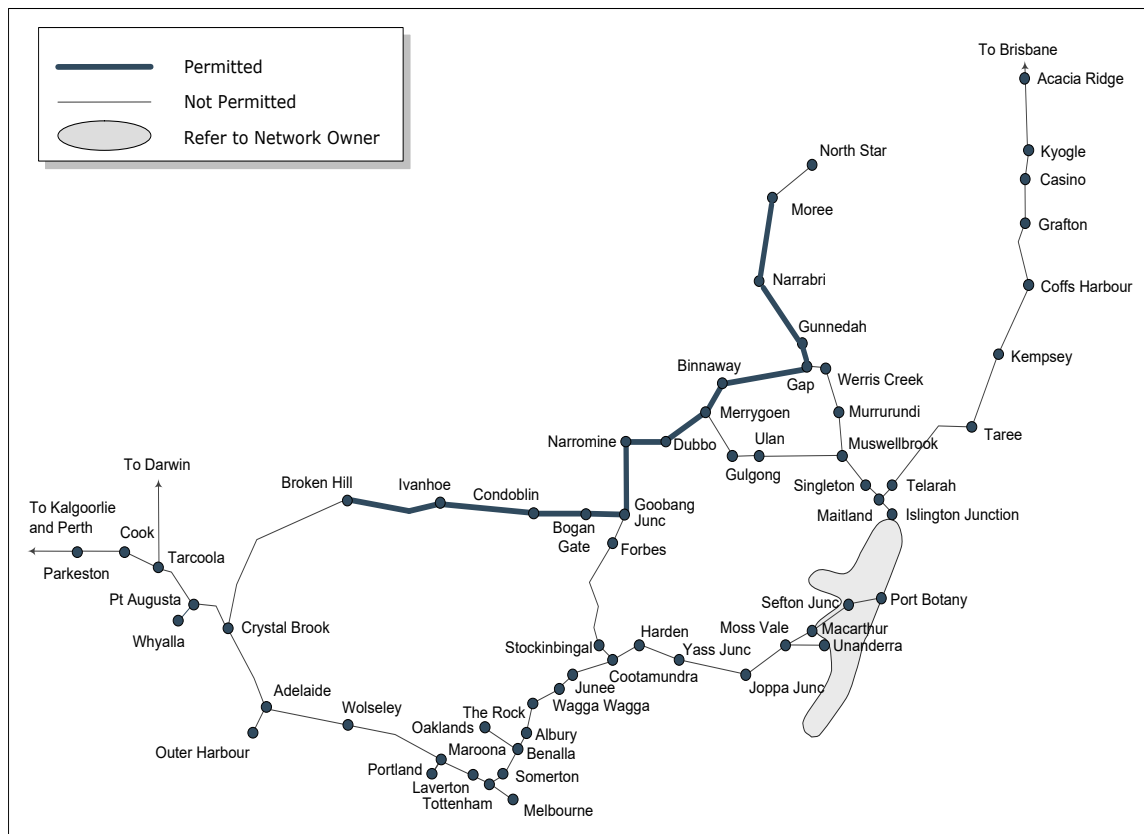 Permitted
Not Permitted
Refer to Network Owner
To Brisbane
Acacia Ridge
Kyogle
Casino
Grafton
Coffs Harbour
Kempsey
Taree
North Star
Moree
Narrabri
Gunnedah
Binnaway
Gap
Werris Creek
Merrygoen
Murrurundi
Narromine
Dubbo
Ulan
Muswellbrook
Gulgong
Singleton
Telarah
Maitland
Islington Junction
To Darwin
Broken Hill
Ivanhoe
Condoblin
Goobang
Junc
Bogan
Gate
Forbes
To Kalgoorlie
and Perth
Cook
Tarcoola
Parkeston
Pt Augusta
Whyalla
Crystal Brook
Sefton Junc
Port Botany
Moss Vale
Macarthur
Unanderra
Harden
Yass Junc
Stockinbingal
Cootamundra
Joppa Junc
Junee
Wagga Wagga
The Rock
Oaklands
Albury
Benalla
Adelaide
Wolseley
Outer Harbour
Maroona
Portland
Somerton
Laverton
Tottenham
Melbourne